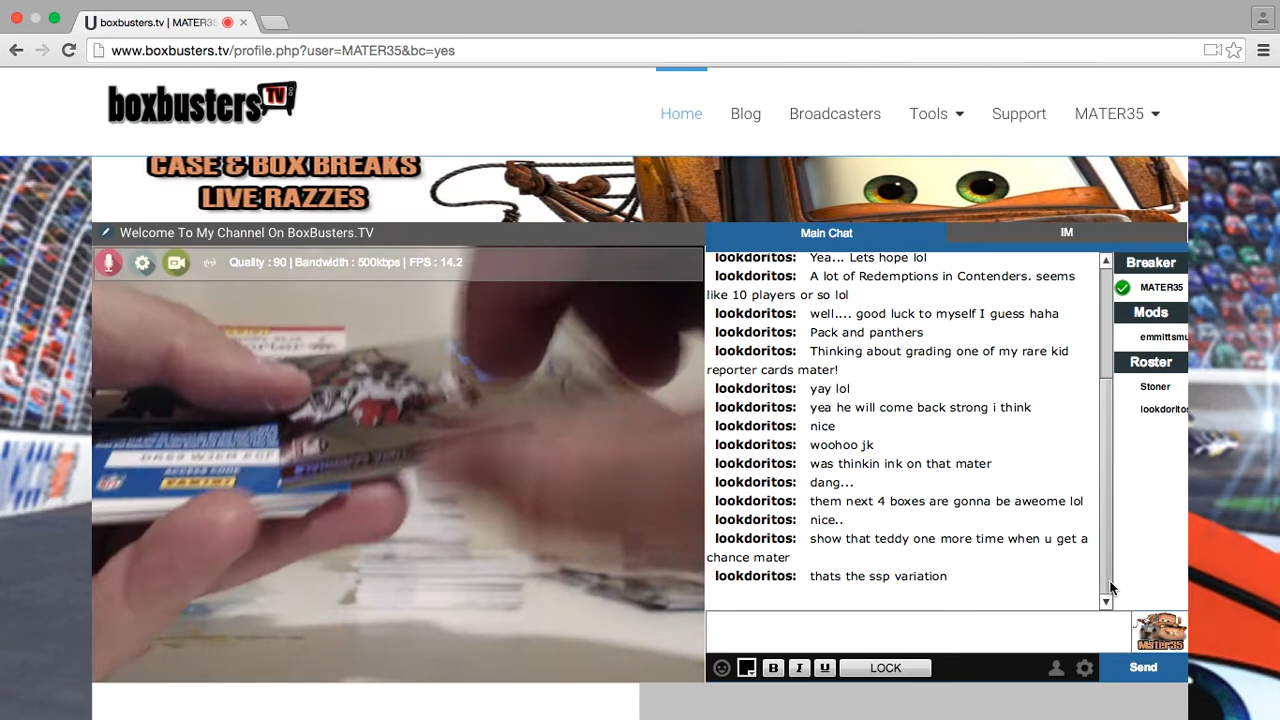 boxbusters.tv | MATER35
www.boxbusters.tv/profile.php?user=MATER35&bc=yes
boxbusters TV
Home Blog Broadcasters Tools Support MATER35
CASE & BOX BREAKS
LIVE RAZZES
Welcome To My Channel On BoxBusters.TV
Main Chat IM
Quality : 90 | Bandwidth : 500kbps | FPS : 14.2
lookdoritos: Yea... Lets hope lol
lookdoritos: A lot of Redemptions in Contenders. seems
like 10 players or so lol
lookdoritos: well.... good luck to myself I guess haha
lookdoritos: Pack and panthers
lookdoritos: Thinking about grading one of my rare kid
reporter cards mater!
lookdoritos: yay lol
lookdoritos: yea he will come back strong i think
lookdoritos: nice
lookdoritos: woohoo jk
lookdoritos: was thinkin ink on that mater
lookdoritos: dang...
lookdoritos: them next 4 boxes are gonna be aweome lol
lookdoritos: nice..
lookdoritos: show that teddy one more time when u get a
chance mater
lookdoritos: thats the ssp variation
Breaker
MATER35
Mods
emmittsmu
Roster
Stoner
lookdoritos
ACCESS CODE
PANINI
NFL
Mater35
B I U LOCK Send